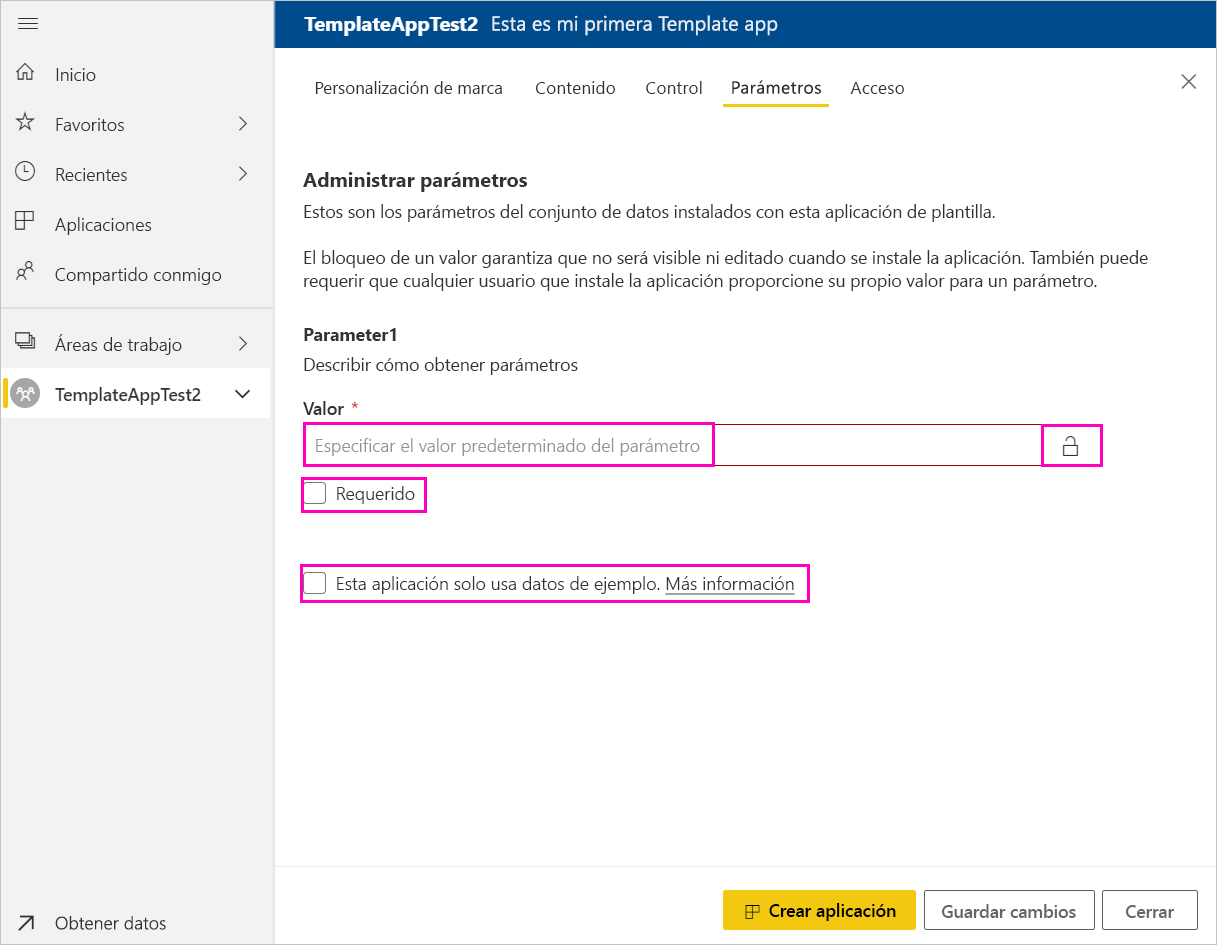 TemplateAppTest2 Esta es mi primera Template app
Inicio
Favoritos
Recientes
Aplicaciones
Compartido conmigo
Áreas de trabajo
TemplateAppTest2
Obtener datos
Personalización de marca Contenido Control Parámetros Acceso
Administrar parámetros
Estos son los parámetros del conjunto de datos instalados con esta aplicación de plantilla.
El bloqueo de un valor garantiza que no será visible ni editado cuando se instale la aplicación. También puede
requerir que cualquier usuario que instale la aplicación proporcione su propio valor para un parámetro.
Parameter1
Describir cómo obtener parámetros
Valor *
Especificar el valor predeterminado del parámetro
Requerido
Esta aplicación solo usa datos de ejemplo. Más información
Crear aplicación Guardar cambios Cerrar